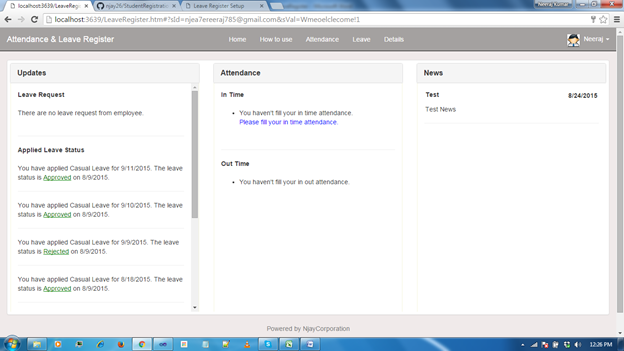 localhost:3639/LeaveReg
njay26/StudentRegistrati
Leave Register Setup
Neeraj Kumar
localhost:3639/LeaveRegister.htm#?sId=njea7ereeraj785@gmail.com&sVal=Wmeoelclecome!1
Attendance & Leave Register
Home
How to use
Attendance
Leave
Details
Neeraj
Updates
Leave Request
There are no leave request from employee.
Applied Leave Status
You have applied Casual Leave for 9/11/2015. The leave
status is Approved on 8/9/2015.
You have applied Casual Leave for 9/10/2015. The leave
status is Approved on 8/9/2015.
You have applied Casual Leave for 9/9/2015. The leave
status is Rejected on 8/9/2015.
You have applied Casual Leave for 8/18/2015. The leave
status is Approved on 8/9/2015.
Attendance
In Time
You haven't fill your in time attendance.
Please fill your in time attendance.
Out Time
You haven't fill your in out attendance.
News
Test 8/24/2015
Test News
Powered by NjayCorporation
12:26 PM